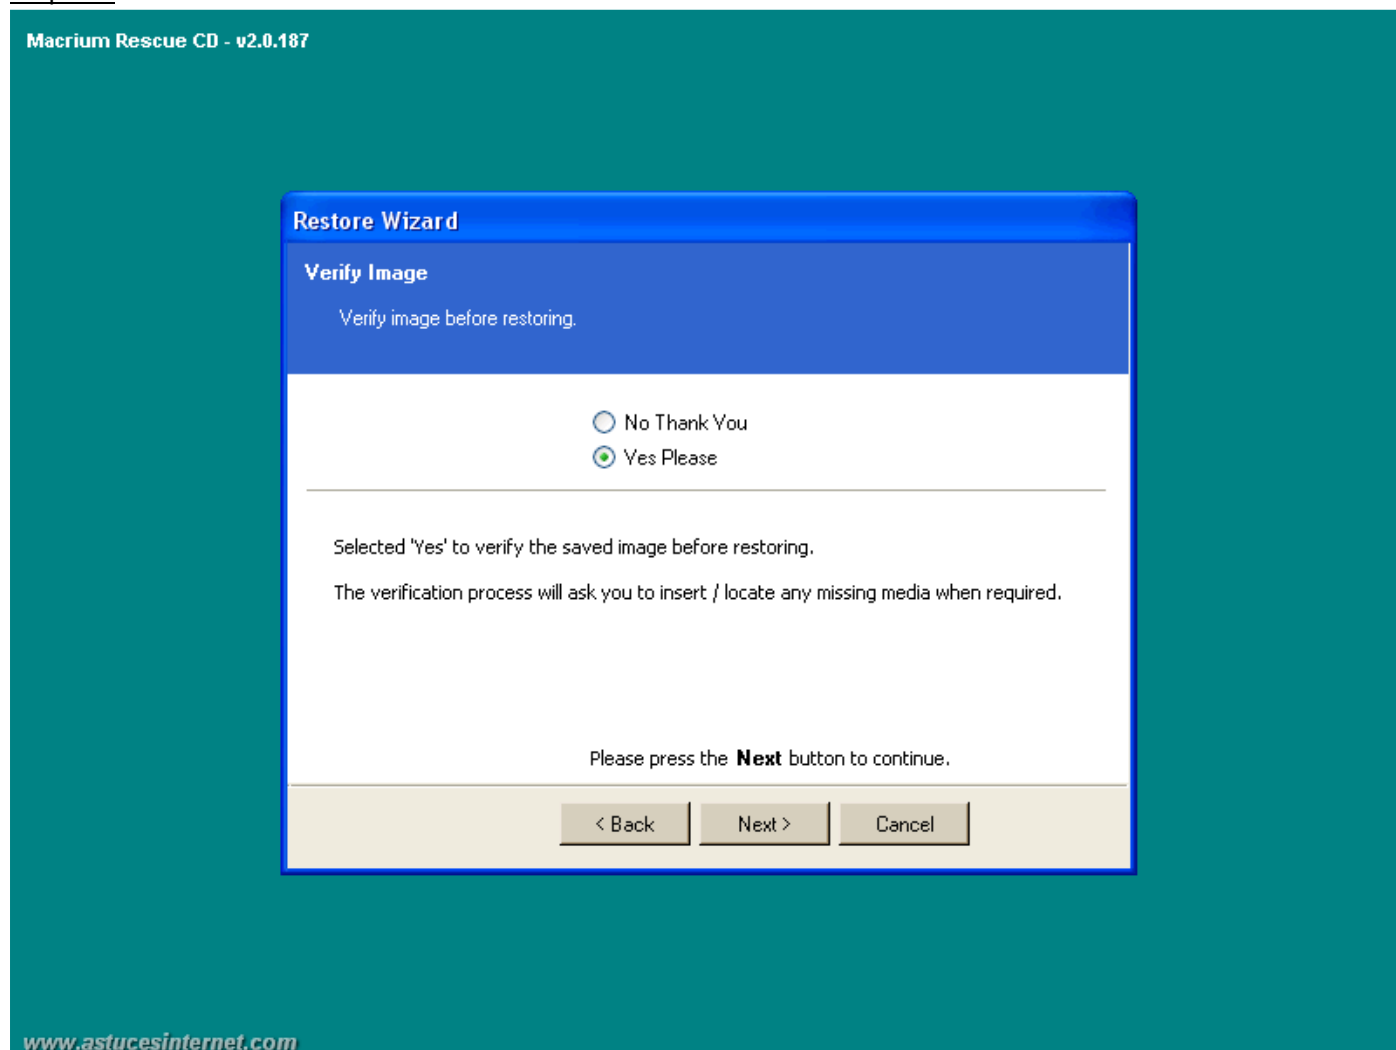 Macrium Rescue CD - v2.0.187
Restore Wizard
Verify Image
Verify image before restoring.
No Thank You
Yes Please
Selected 'Yes' to verify the saved image before restoring.
The verification process will ask you to insert / locate any missing media when required.
Please press the Next button to continue.
< Back
Next >
Cancel
www.astucesinternet.com